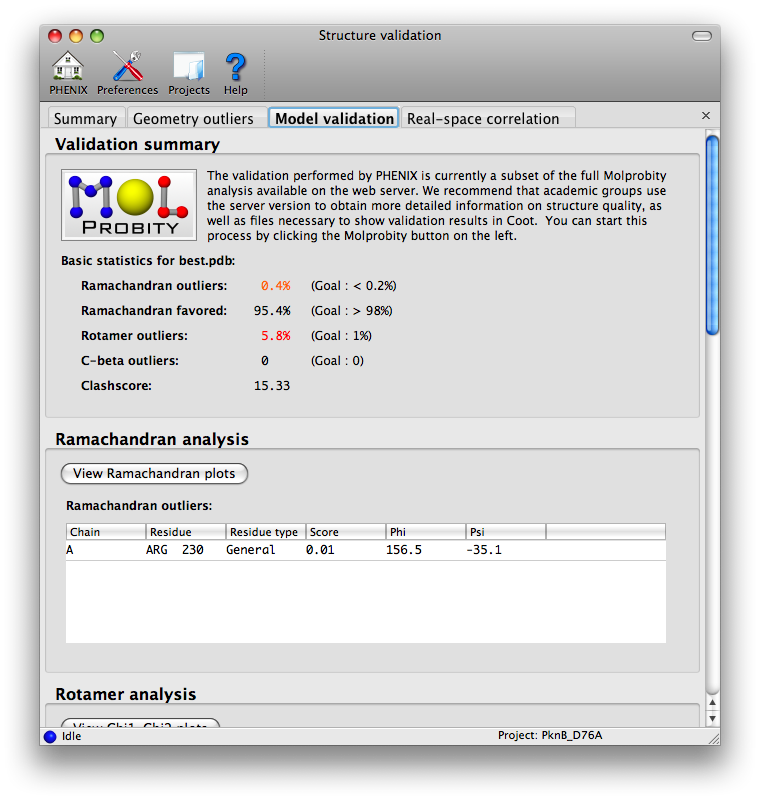 Structure validation
PHENIX Preferences Projects Help
Summary Geometry outliers Model validation Real-space correlation ×
Validation summary
MOL
PROBITY
The validation performed by PHENIX is currently a subset of the full Molprobity
analysis available on the web server. We recommend that academic groups use
the server version to obtain more detailed information on structure quality, as
well as files necessary to show validation results in Coot. You can start this
process by clicking the Molprobity button on the left.
Basic statistics for best.pdb:
Ramachandran outliers: 0.4% (Goal : < 0.2%)
Ramachandran favored: 95.4% (Goal : > 98%)
Rotamer outliers: 5.8% (Goal : 1%)
C-beta outliers: 0 (Goal : 0)
Clashscore: 15.33
Ramachandran analysis
View Ramachandran plots
Ramachandran outliers:
Chain Residue Residue type Score Phi Psi
A ARG 230 General 0.01 156.5 -35.1
Rotamer analysis
View Chi1-Chi2 plots
Idle Project: PknB_D76A